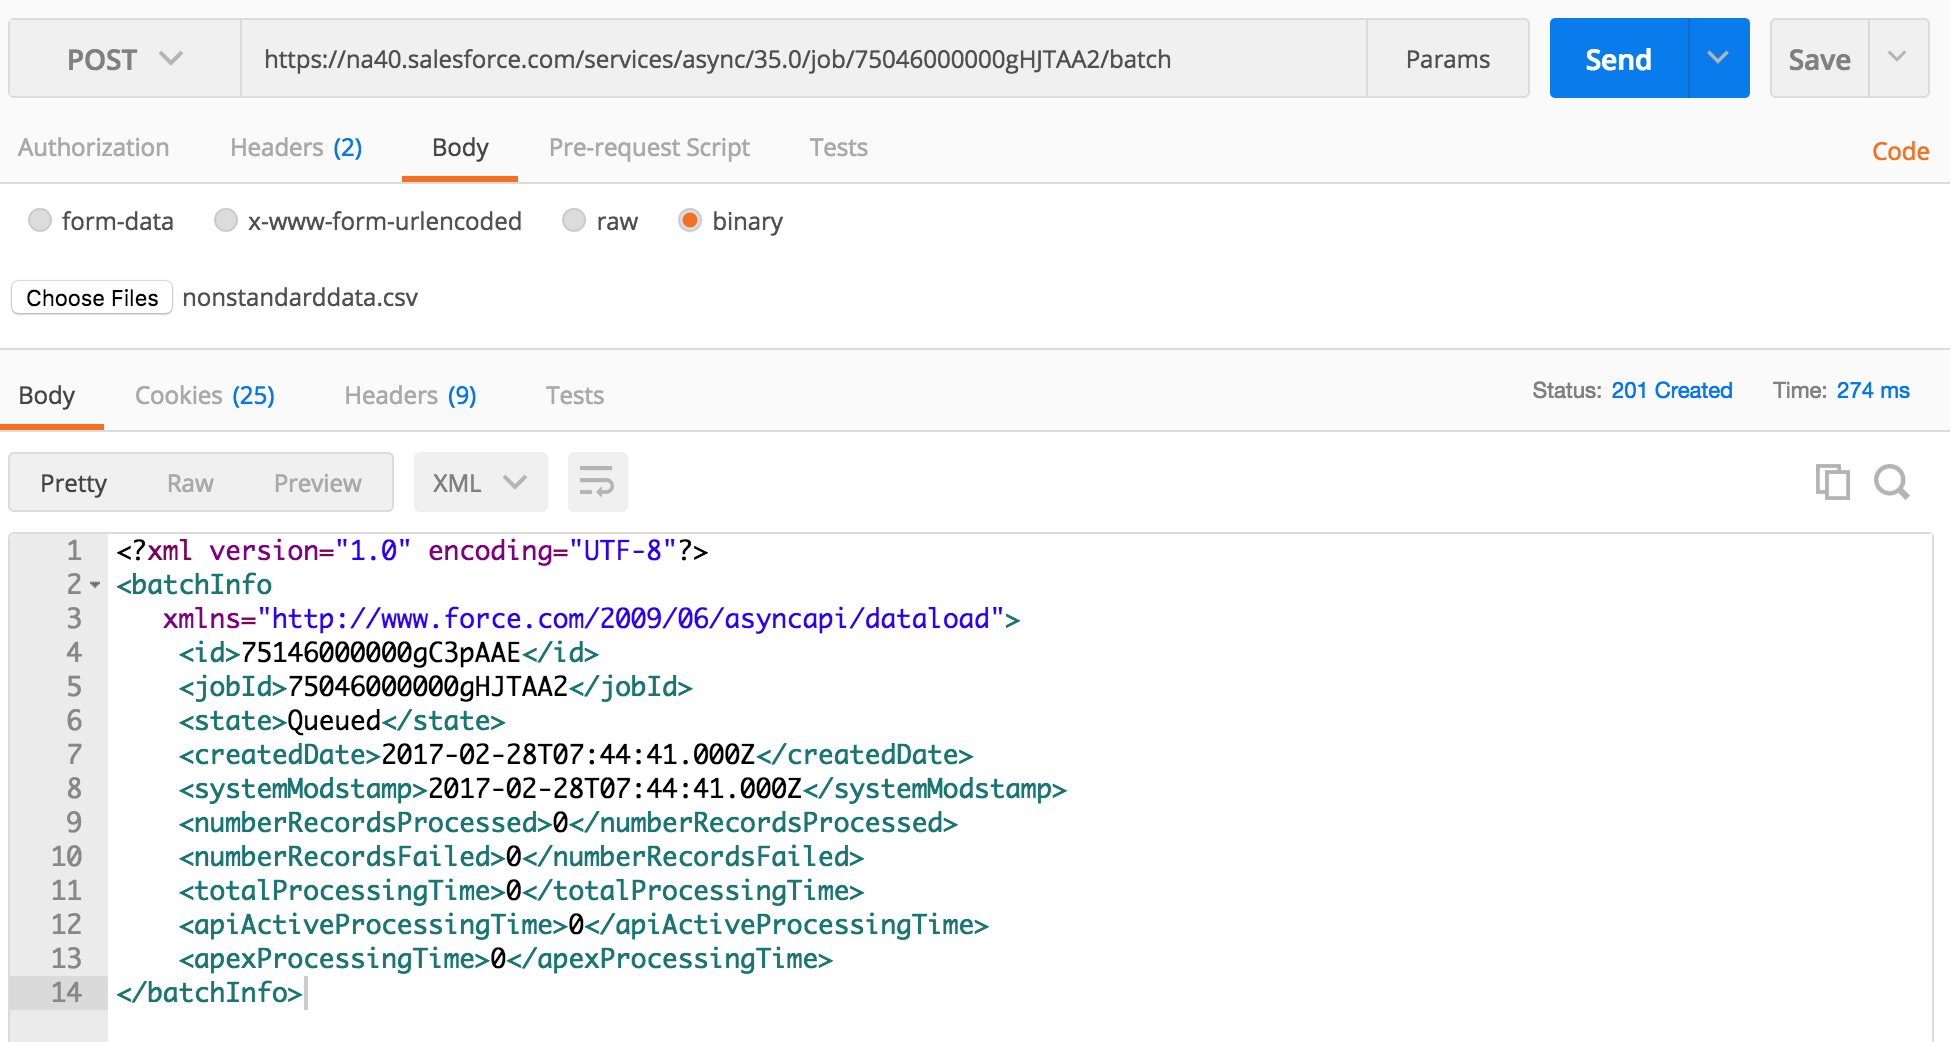 POST https://na40.salesforce.com/services/async/35.0/job/75046000000gHJTAA2/batch Params Send Save
Authorization Headers (2) Body Pre-request Script Tests Code
form-data x-www-form-urlencoded raw binary
Choose Files nonstandarddata.csv
Body Cookies (25) Headers (9) Tests Status: 201 Created Time: 274 ms
Pretty Raw Preview XML
1 <?xml version="1.0" encoding="UTF-8"?>
2 <batchInfo
3 xmlns="http://www.force.com/2009/06/asyncapi/dataload">
4 <id>75146000000gC3pAAE</id>
5 <jobId>75046000000gHJTAA2</jobId>
6 <state>Queued</state>
7 <createdDate>2017-02-28T07:44:41.000Z</createdDate>
8 <systemModstamp>2017-02-28T07:44:41.000Z</systemModstamp>
9 <numberRecordsProcessed>0</numberRecordsProcessed>
10 <numberRecordsFailed>0</numberRecordsFailed>
11 <totalProcessingTime>0</totalProcessingTime>
12 <apiActiveProcessingTime>0</apiActiveProcessingTime>
13 <apexProcessingTime>0</apexProcessingTime>
14 </batchInfo>